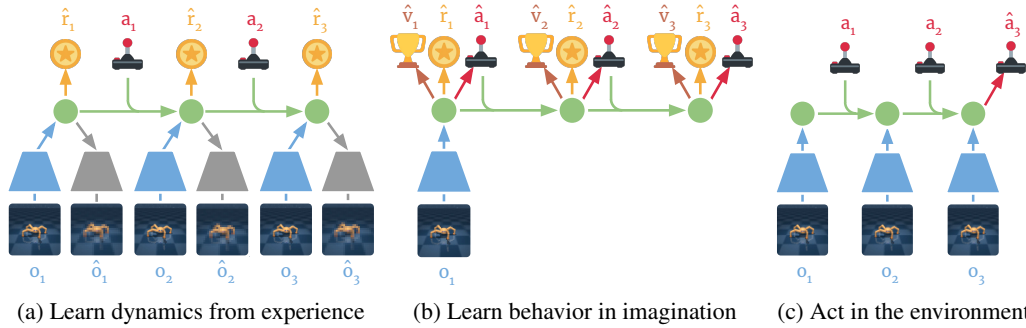 r̂₁ a₁ r̂₂ a₂ r̂₃
o₁ ô₁ o₂ ô₂ o₃ ô₃
(a) Learn dynamics from experience
v̂₁ r̂₁ â₁ v̂₂ r̂₂ â₂ v̂₃ r̂₃ â₃
o₁
(b) Learn behavior in imagination
a₁ a₂ â₃
o₁ o₂ o₃
(c) Act in the environment